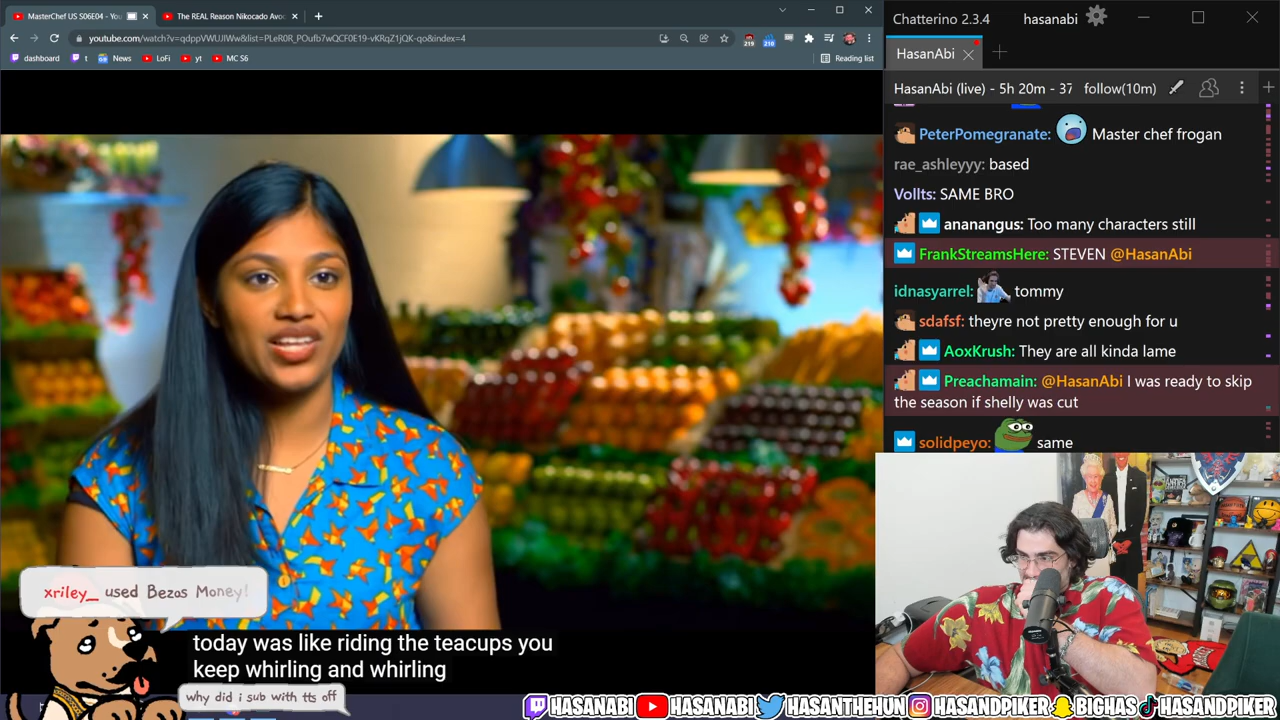 MasterChef US S06E04 - You
The REAL Reason Nikocado Avoc
youtube.com/watch?v=qdppVWUJIWw&list=PLeR0R_POufb7wQCF0E19-vKRqZ1jQK-qo&index=4
219
210
dashboard
t
News
LoFi
yt
MC S6
Reading list
Chatterino 2.3.4
hasanabi
HasanAbi
HasanAbi (live) - 5h 20m - 37
follow(10m)
PeterPomegranate: Master chef frogan
rae_ashleyyy: based
Vollts: SAME BRO
ananangus: Too many characters still
FrankStreamsHere: STEVEN @HasanAbi
idnasyarrel: tommy
sdafsf: theyre not pretty enough for u
AoxKrush: They are all kinda lame
Preachamain: @HasanAbi I was ready to skip
the season if shelly was cut
solidpeyo: same
xriley_ used Bezos Money!
today was like riding the teacups you
keep whirling and whirling
why did i sub with tts off
HASANABI
HASANABI
HASANTHEHUN
HASANDPIKER
BIGHAS
HASANDPIKER